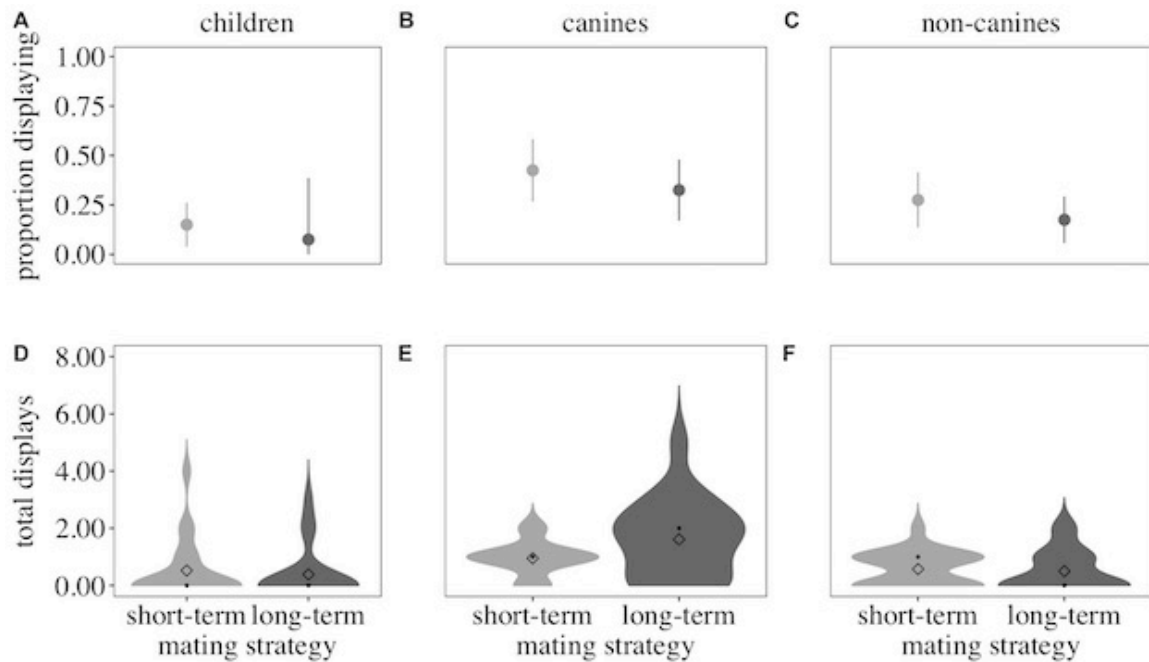 A children B canines C non-canines
proportion displaying
1.00
0.75
0.50
0.25
0.00
D E F
total displays
8.00
6.00
4.00
2.00
0.00
short-term long-term short-term long-term short-term long-term
mating strategy mating strategy mating strategy